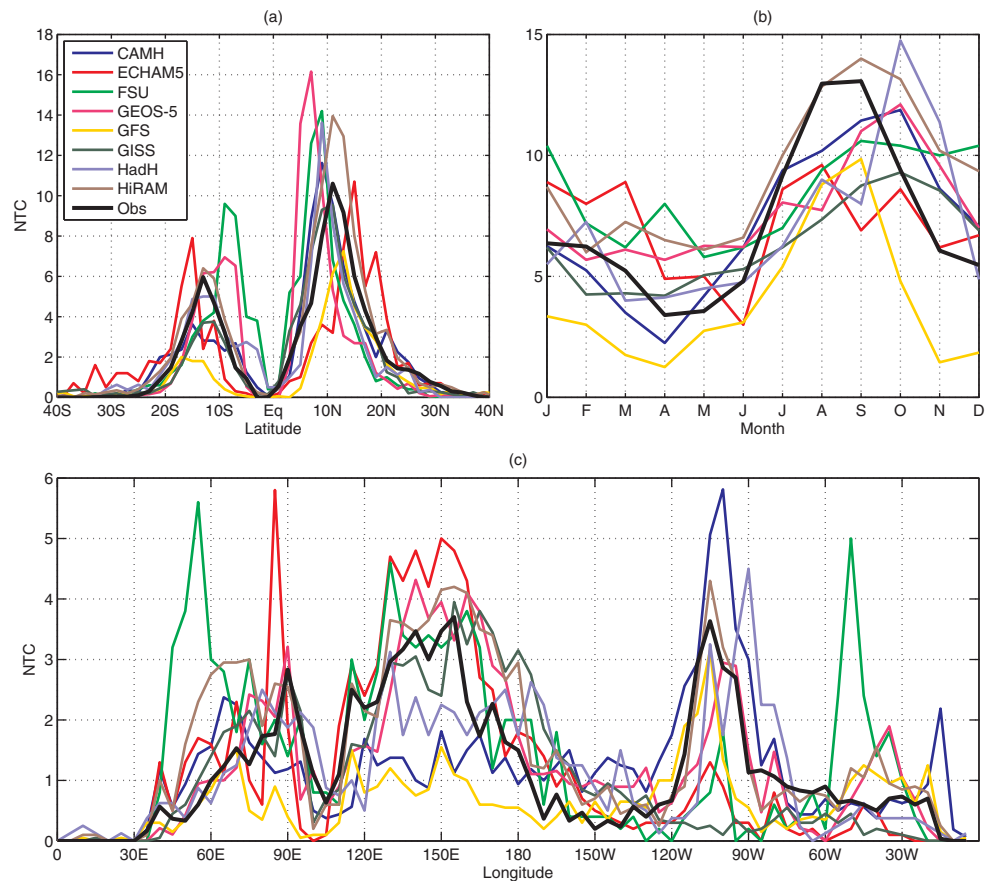 (a)
18
16
14
12
10
8
6
4
2
0
NTC
CAMH
ECHAM5
FSU
GEOS-5
GFS
GISS
HadH
HiRAM
Obs
40S 30S 20S 10S Eq 10N 20N 30N 40N
Latitude
(b)
15
10
5
0
J F M A M J J A S O N D
Month
(c)
6
5
4
3
2
1
0
NTC
0 30E 60E 90E 120E 150E 180 150W 120W 90W 60W 30W
Longitude